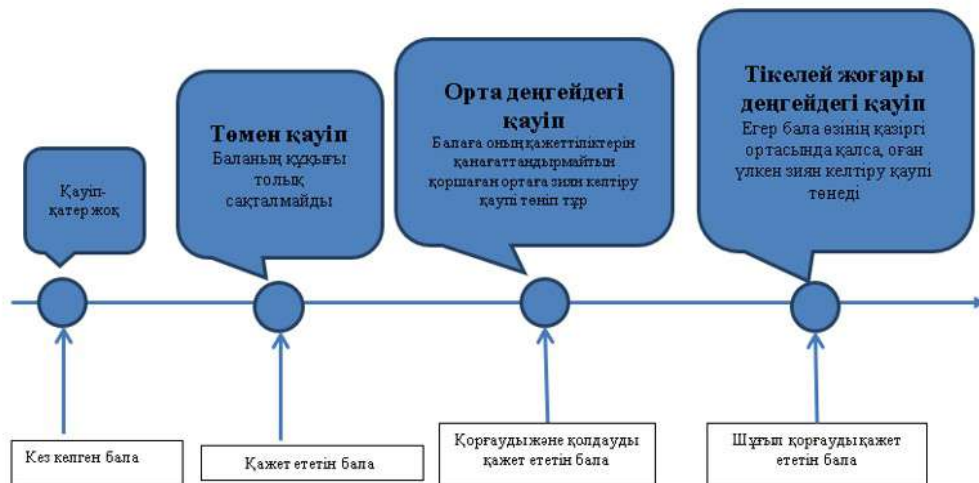 Қауіп-
қатер жоқ
Төмен қауіп
Баланың құқығы
толық
сақталмайды
Орта деңгейдегі
қауіп
Балаға оның қажеттіліктерін
қанағаттандырмайтын
қоршаған ортаға зиян келтіру
қаупі төніп тұр
Тікелей жоғары
деңгейдегі қауіп
Егер бала өзінің қазіргі
ортасында қалса, оған
үлкен зиян келтіру қаупі
төнеді
Кез келген бала
Қажет ететін бала
Қорғауды және қолдауды
қажет ететін бала
Шұғыл қорғауды қажет
ететін бала